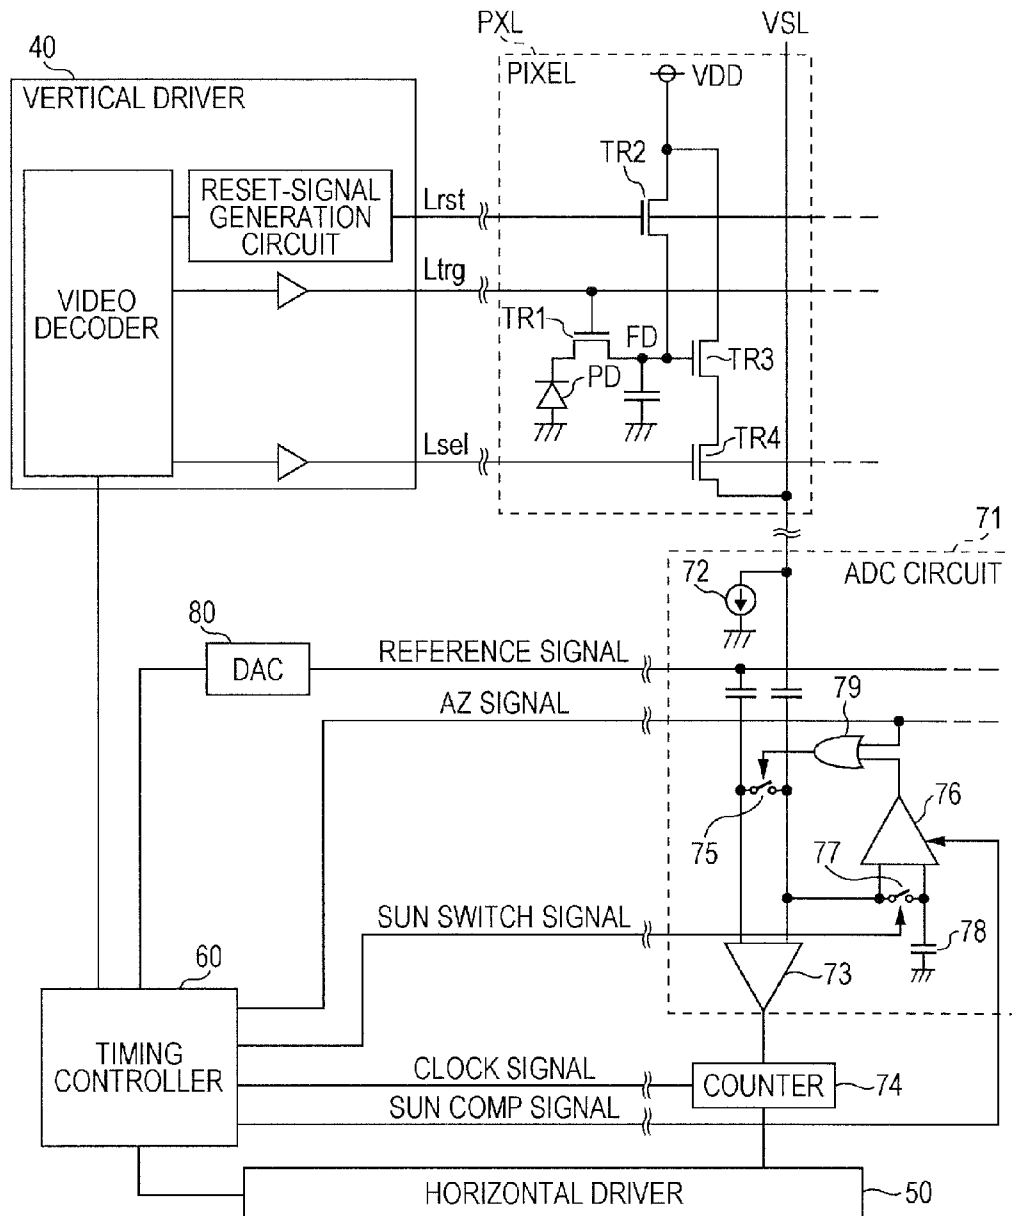 PXL
VSL
40
VERTICAL DRIVER
PIXEL
VDD
TR2
RESET-SIGNAL
GENERATION
CIRCUIT
Lrst
VIDEO
DECODER
Ltrg
TR1
FD
PD
TR3
Lsel
TR4
71
72
ADC CIRCUIT
80
DAC
REFERENCE SIGNAL
AZ SIGNAL
79
76
75
77
SUN SWITCH SIGNAL
78
60
73
TIMING
CONTROLLER
CLOCK SIGNAL
COUNTER
74
SUN COMP SIGNAL
HORIZONTAL DRIVER
50